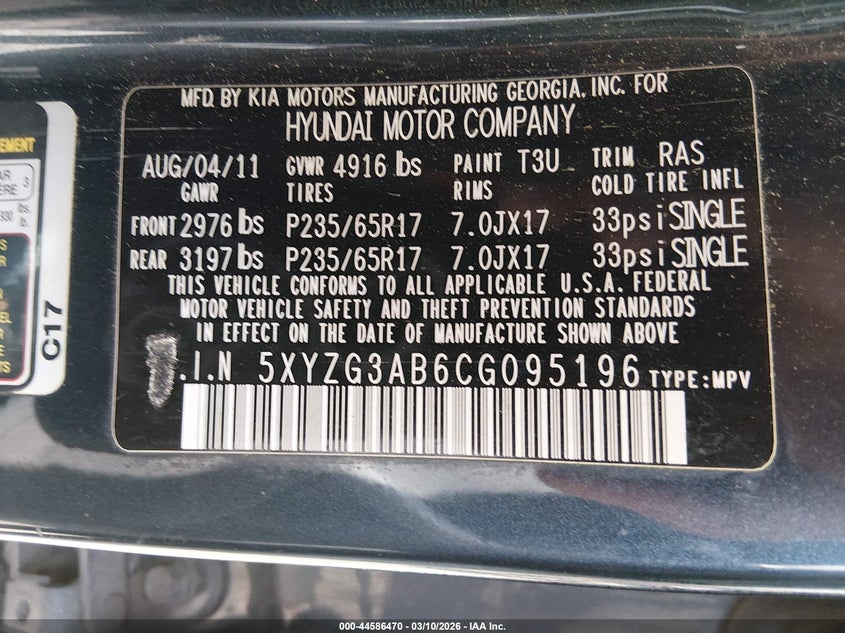 MFD. BY KIA MOTORS MANUFACTURING GEORGIA, INC. FOR
HYUNDAI MOTOR COMPANY
AUG/04/11 GVWR 4916 lbs PAINT T3U TRIM RAS
GAWR TIRES RIMS COLD TIRE INFL
FRONT 2976 lbs P235/65R17 7.0JX17 33psi SINGLE
REAR 3197 lbs P235/65R17 7.0JX17 33psi SINGLE
THIS VEHICLE CONFORMS TO ALL APPLICABLE U.S.A. FEDERAL
MOTOR VEHICLE SAFETY AND THEFT PREVENTION STANDARDS
IN EFFECT ON THE DATE OF MANUFACTURE SHOWN ABOVE
.I.N 5XYZG3AB6CG095196 TYPE:MPV
C17
000-44586470 — 03/10/2026 — IAA Inc.